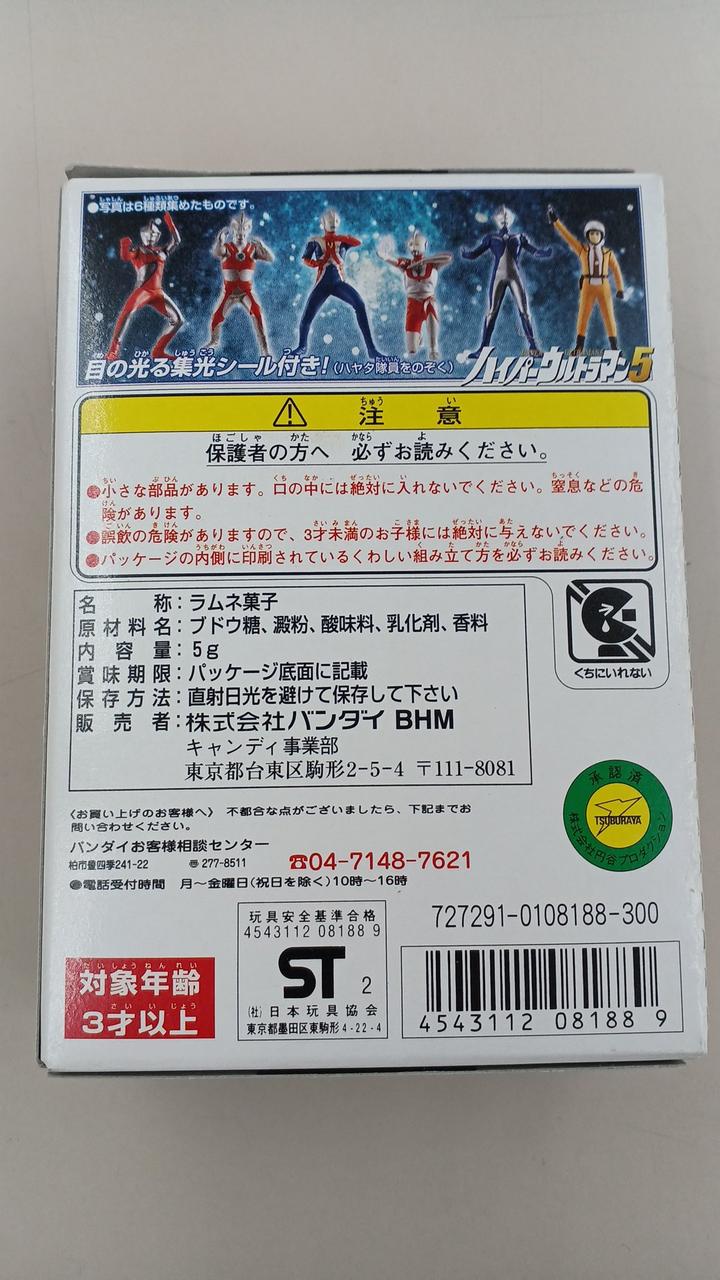 ●写真は6種類集めたものです。
目の光る集光シール付き!(ハヤタ隊員をのぞく)
ハイパーウルトラマン5
注意
保護者の方へ 必ずお読みください。
●小さな部品があります。口の中には絶対に入れないでください。窒息などの危
険があります。
●誤飲の危険がありますので、3才未満のお子様には絶対に与えないでください。
●パッケージの内側に印刷されているくわしい組み立て方を必ずお読みください。
名称:ラムネ菓子
原材料名:ブドウ糖、澱粉、酸味料、乳化剤、香料
内容量:5g
賞味期限:パッケージ底面に記載
保存方法:直射日光を避けて保存して下さい
販売者:株式会社バンダイ BHM
キャンディ事業部
東京都台東区駒形2-5-4 〒111-8081
くちにいれない
承認済
TSUBURAYA
株式会社円谷プロダクション
〈お買い上げのお客様へ〉 不都合な点がございましたら、下記までお
問い合わせください。
バンダイお客様相談センター
柏市豊四季241-22 〠 277-8511 ☎04-7148-7621
●電話受付時間 月〜金曜日(祝日を除く)10時〜16時
対象年齢
3才以上
玩具安全基準合格
4543112 08188 9
ST 2
(社)日本玩具協会
東京都墨田区東駒形4-22-4
727291-0108188-300
4543112 08188 9